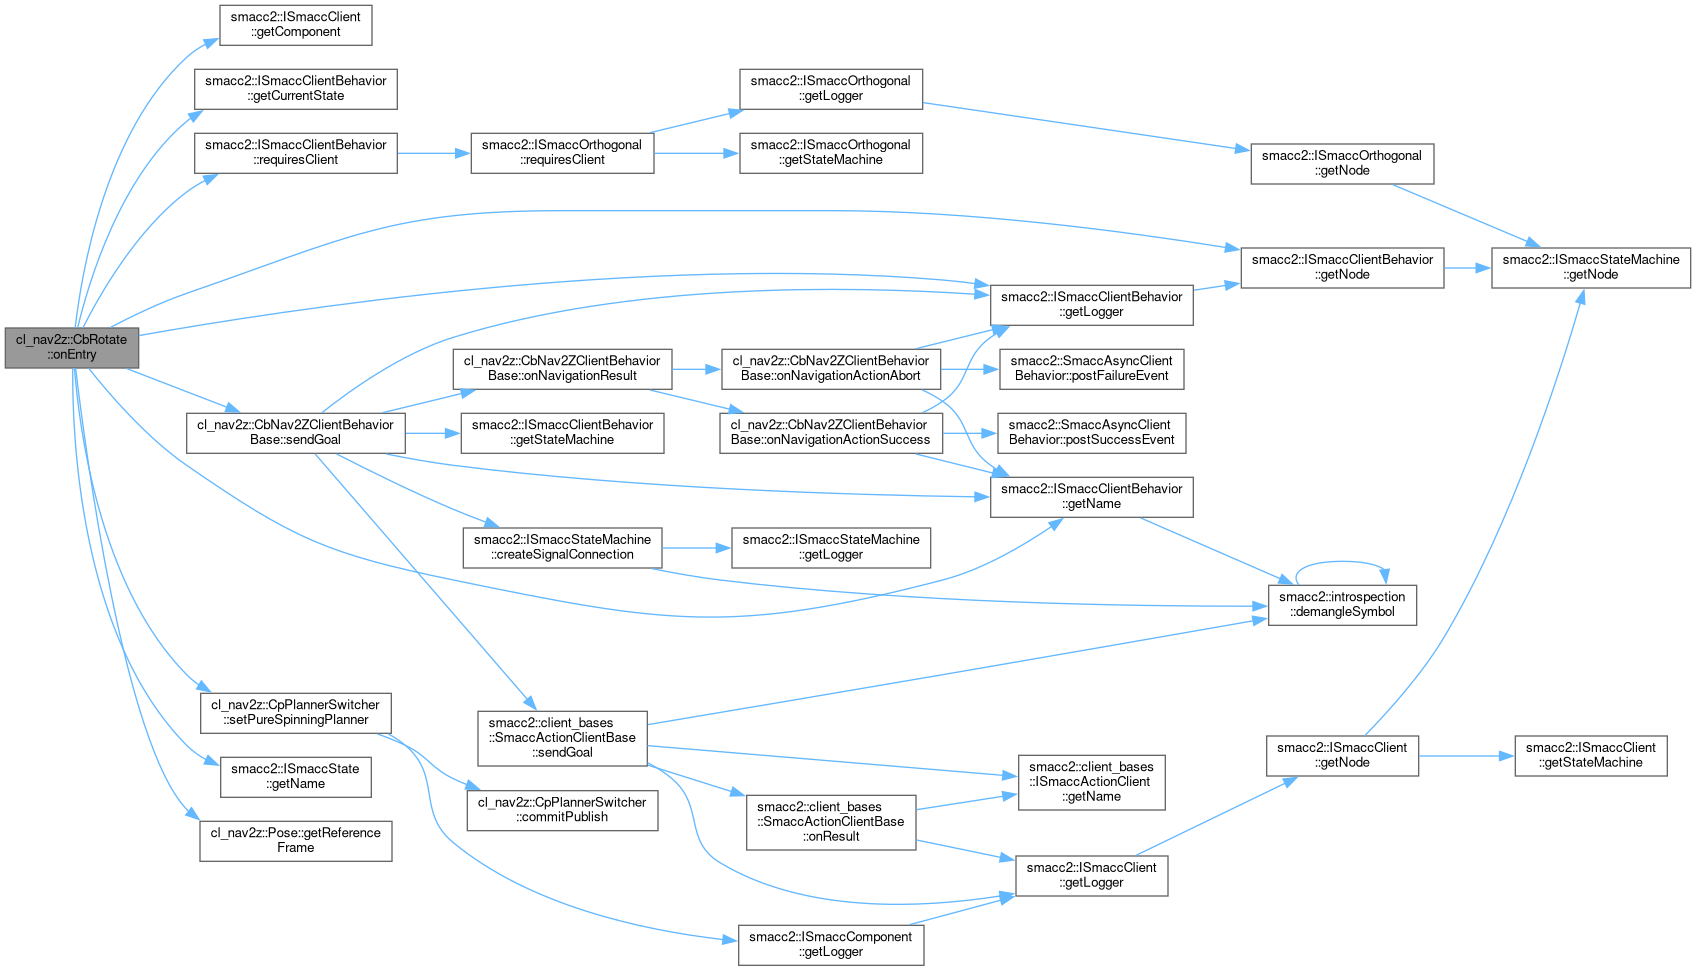 smacc2::ISmaccClient
::getComponent
smacc2::ISmaccClientBehavior
::getCurrentState
smacc2::ISmaccOrthogonal
::getLogger
smacc2::ISmaccClientBehavior
::requiresClient
smacc2::ISmaccOrthogonal
::requiresClient
smacc2::ISmaccOrthogonal
::getStateMachine
smacc2::ISmaccOrthogonal
::getNode
smacc2::ISmaccClientBehavior
::getNode
smacc2::ISmaccStateMachine
::getNode
smacc2::ISmaccClientBehavior
::getLogger
cl_nav2z::CbRotate
::onEntry
cl_nav2z::CbNav2ZClientBehavior
Base::onNavigationResult
cl_nav2z::CbNav2ZClientBehavior
Base::onNavigationActionAbort
smacc2::SmaccAsyncClient
Behavior::postFailureEvent
cl_nav2z::CbNav2ZClientBehavior
Base::sendGoal
smacc2::ISmaccClientBehavior
::getStateMachine
cl_nav2z::CbNav2ZClientBehavior
Base::onNavigationActionSuccess
smacc2::SmaccAsyncClient
Behavior::postSuccessEvent
smacc2::ISmaccClientBehavior
::getName
smacc2::ISmaccStateMachine
::createSignalConnection
smacc2::ISmaccStateMachine
::getLogger
smacc2::introspection
::demangleSymbol
cl_nav2z::CpPlannerSwitcher
::setPureSpinningPlanner
smacc2::client_bases
::SmaccActionClientBase
::sendGoal
smacc2::ISmaccState
::getName
smacc2::client_bases
::ISmaccActionClient
::getName
smacc2::ISmaccClient
::getNode
smacc2::ISmaccClient
::getStateMachine
cl_nav2z::CpPlannerSwitcher
::commitPublish
smacc2::client_bases
::SmaccActionClientBase
::onResult
cl_nav2z::Pose::getReference
Frame
smacc2::ISmaccClient
::getLogger
smacc2::ISmaccComponent
::getLogger